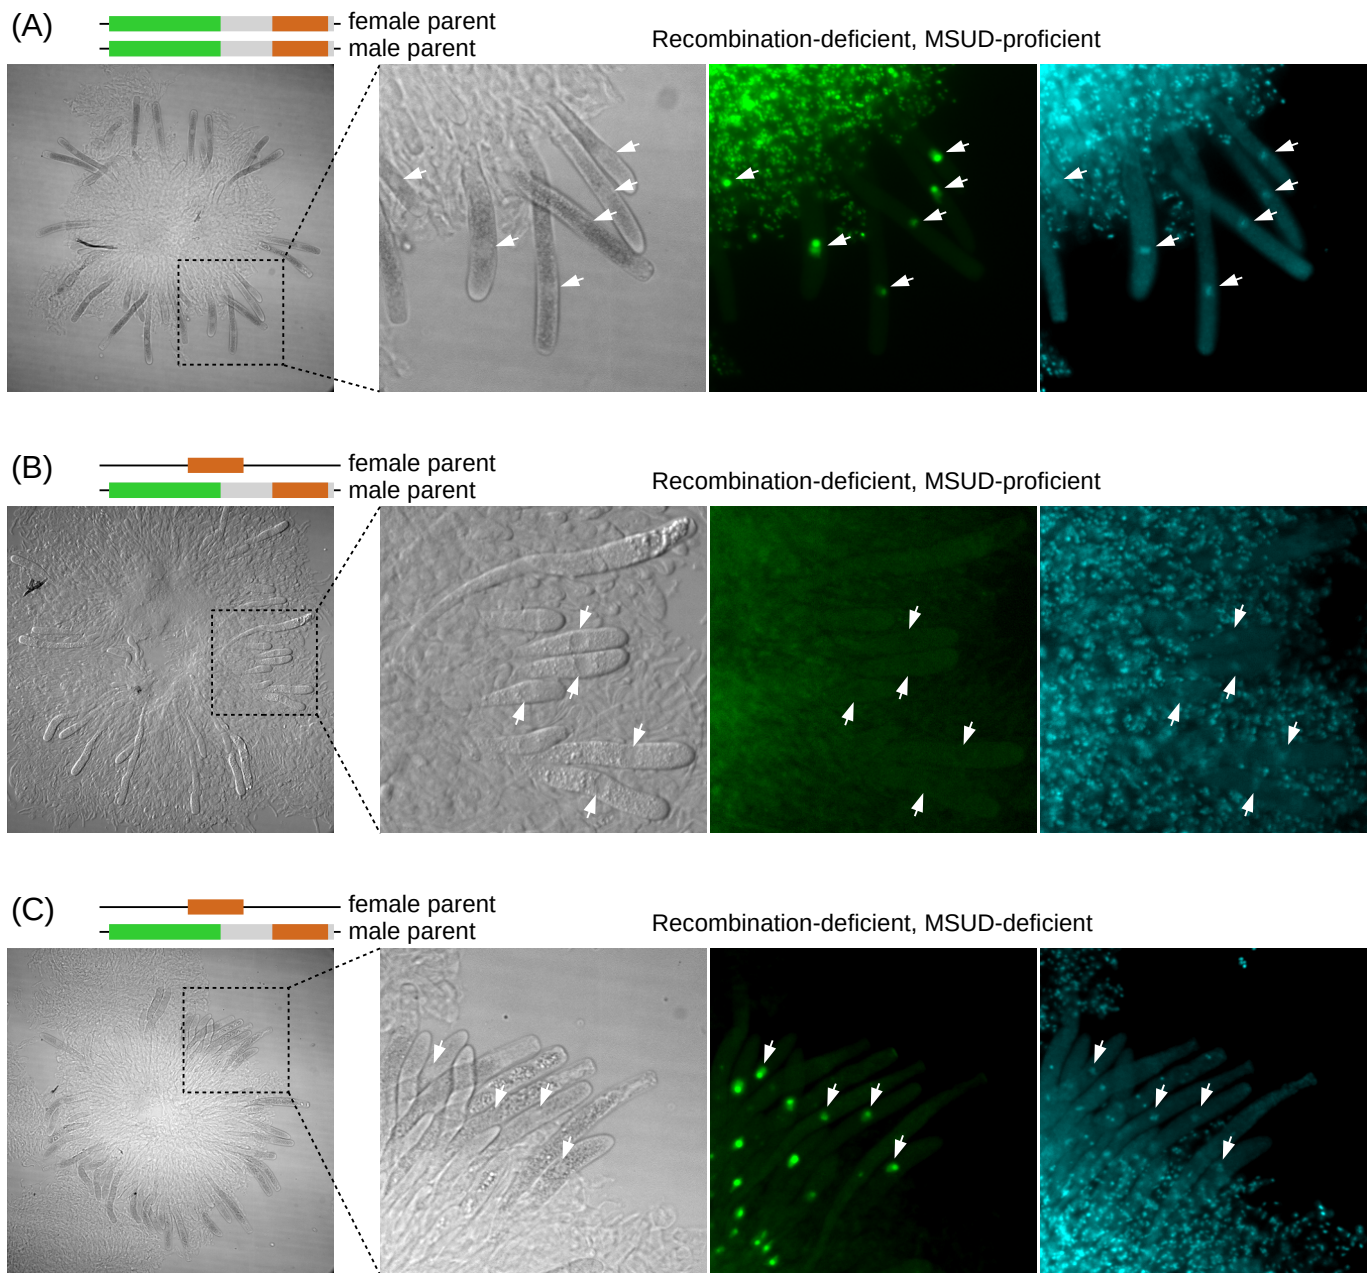 (A)
female parent
male parent
Recombination-deficient, MSUD-proficient
(B)
female parent
male parent
Recombination-deficient, MSUD-proficient
(C)
female parent
male parent
Recombination-deficient, MSUD-deficient